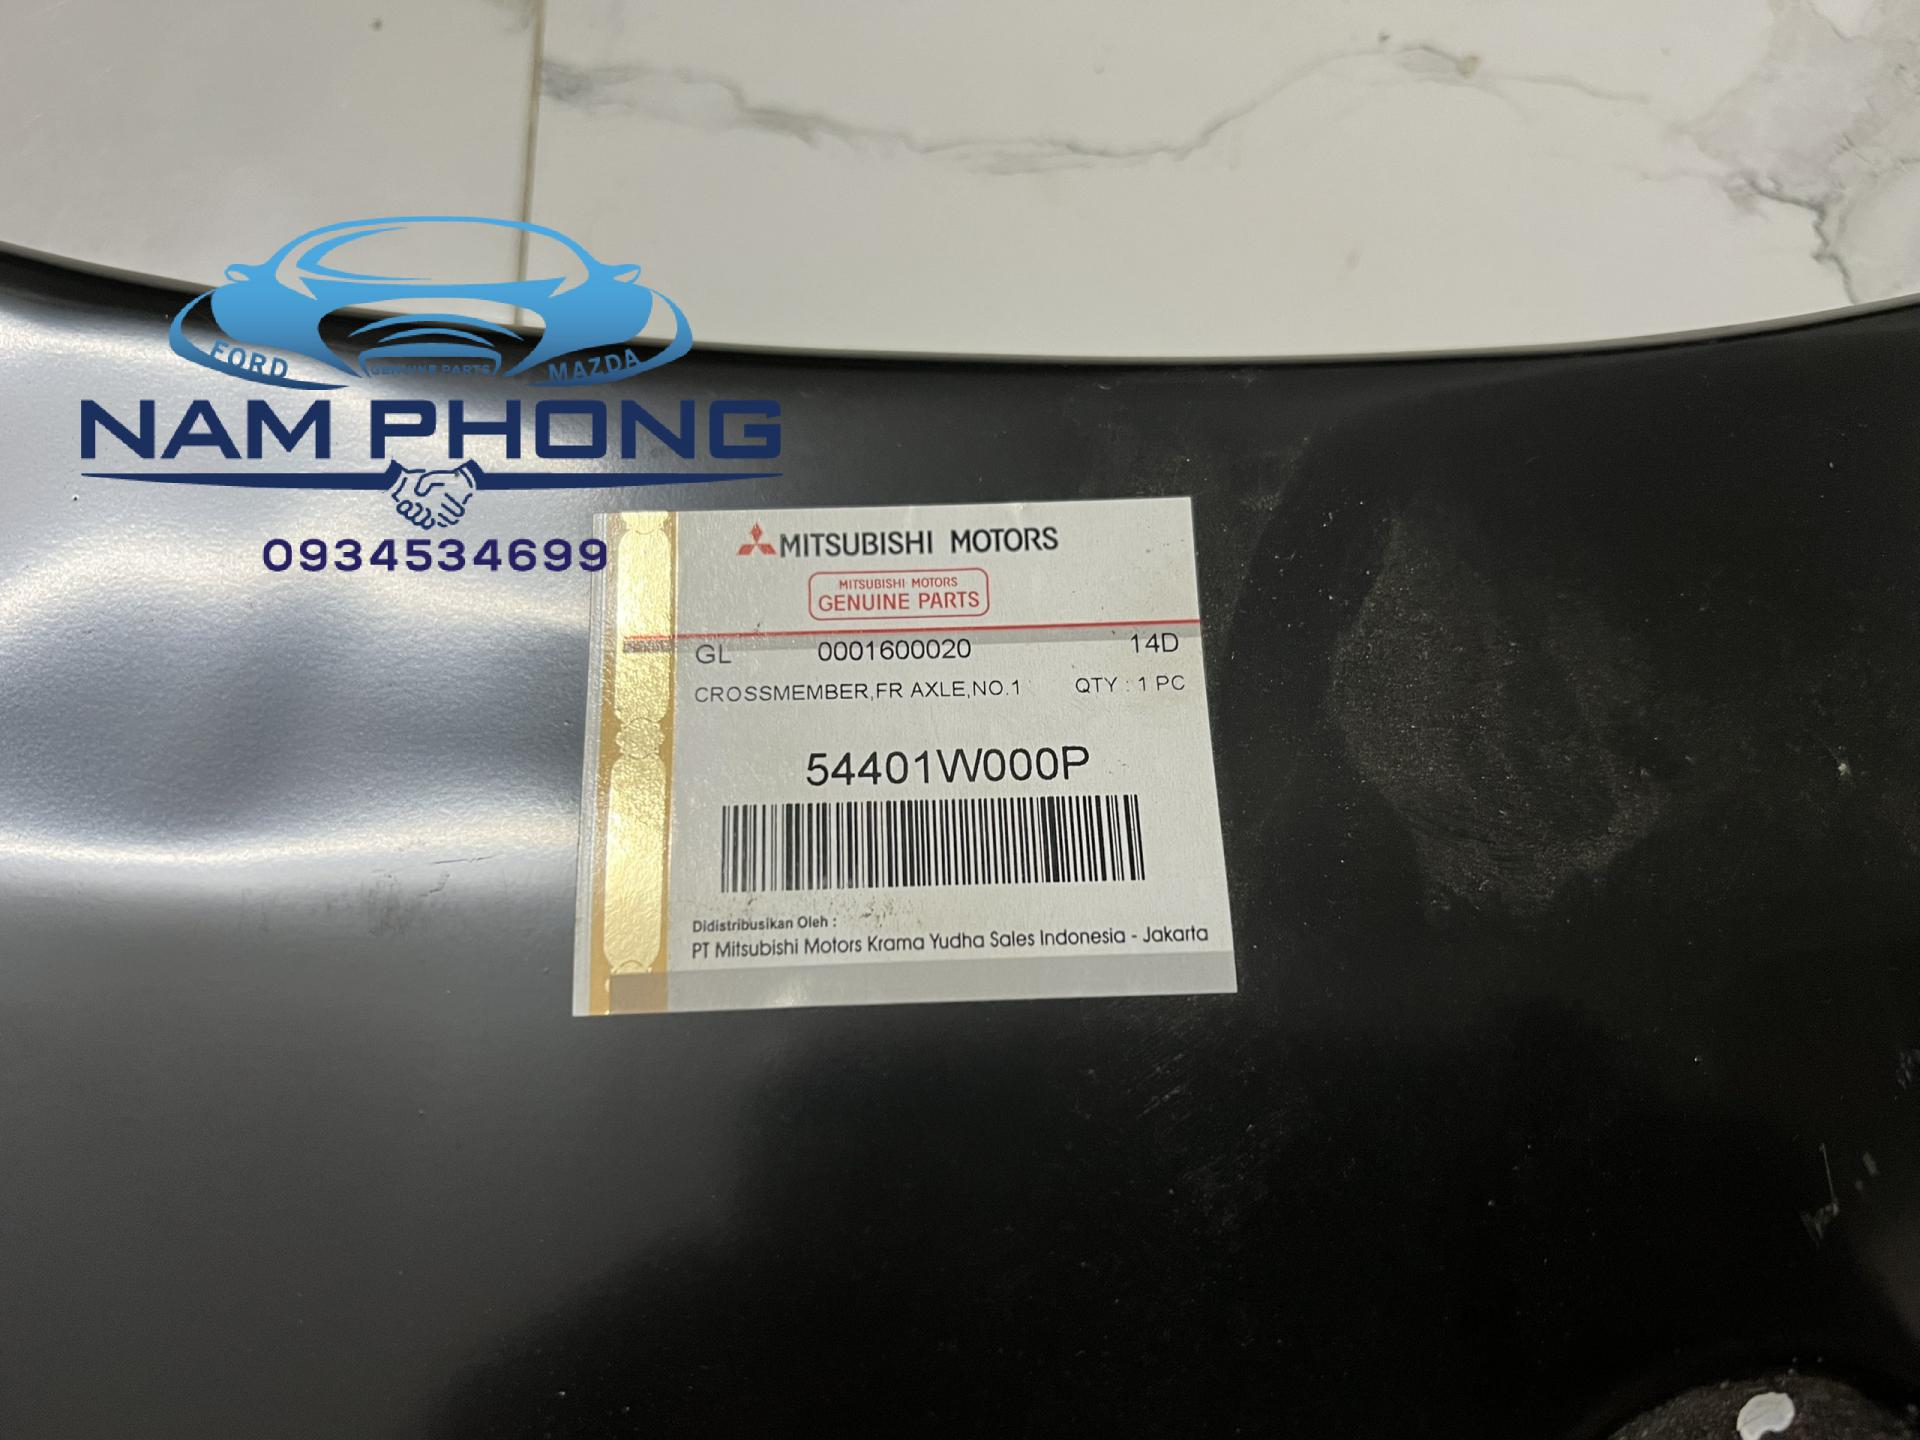 FORD
GENUINE PARTS
MAZDA
NAM PHONG
0934534699
MITSUBISHI MOTORS
MITSUBISHI MOTORS
GENUINE PARTS
GL 0001600020 14D
CROSSMEMBER,FR AXLE,NO.1 QTY : 1 PC
54401W000P
Didistribusikan Oleh :
PT Mitsubishi Motors Krama Yudha Sales Indonesia - Jakarta